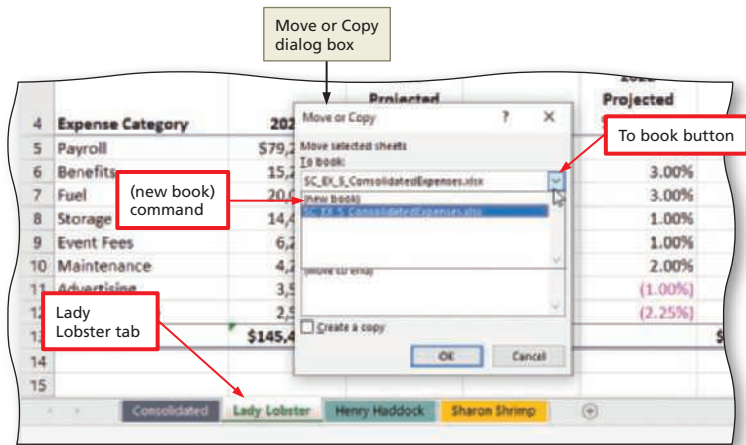 Move or Copy
dialog box
Projected
Projected
4 Expense Category 202
5 Payroll $79,2
6 Benefits 15,2 3.00%
7 Fuel 20,0 3.00%
8 Storage 14,4 1.00%
9 Event Fees 6,2 1.00%
10 Maintenance 4,2 2.00%
11 Advertising 3,5 (1.00%)
12 2,5 (2.25%)
13 $145,4 $
14
15
Move or Copy ? ×
Move selected sheets
To book:
SC_EX_5_ConsolidatedExpenses.xlsx
(new book)
SC_EX_5_ConsolidatedExpenses.xlsx
(move to end)
Create a copy
OK Cancel
To book button
(new book)
command
Lady
Lobster tab
Consolidated Lady Lobster Henry Haddock Sharon Shrimp